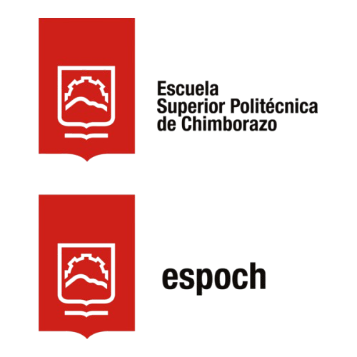 Escuela
Superior Politécnica
de Chimborazo
espoch